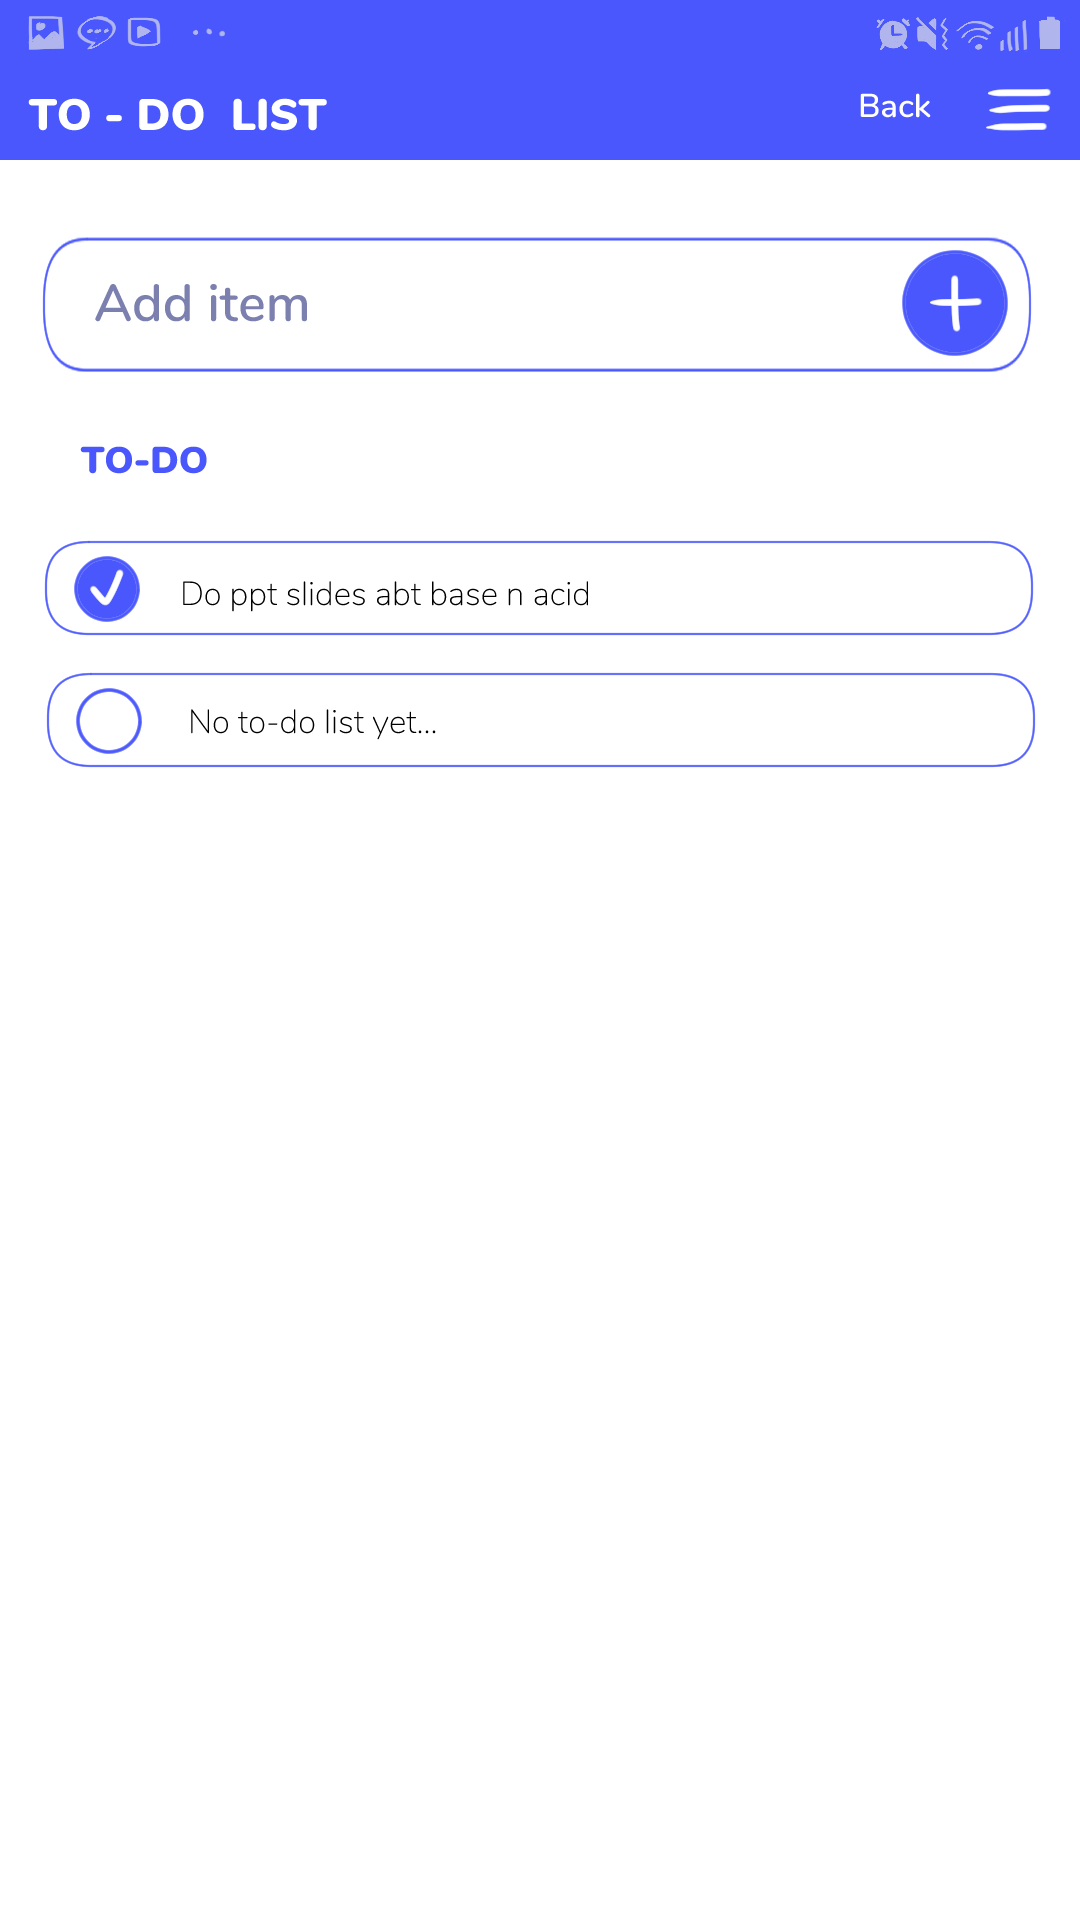 TO - DO LIST
Back
Add item
TO-DO
Do ppt slides abt base n acid
No to-do list yet...